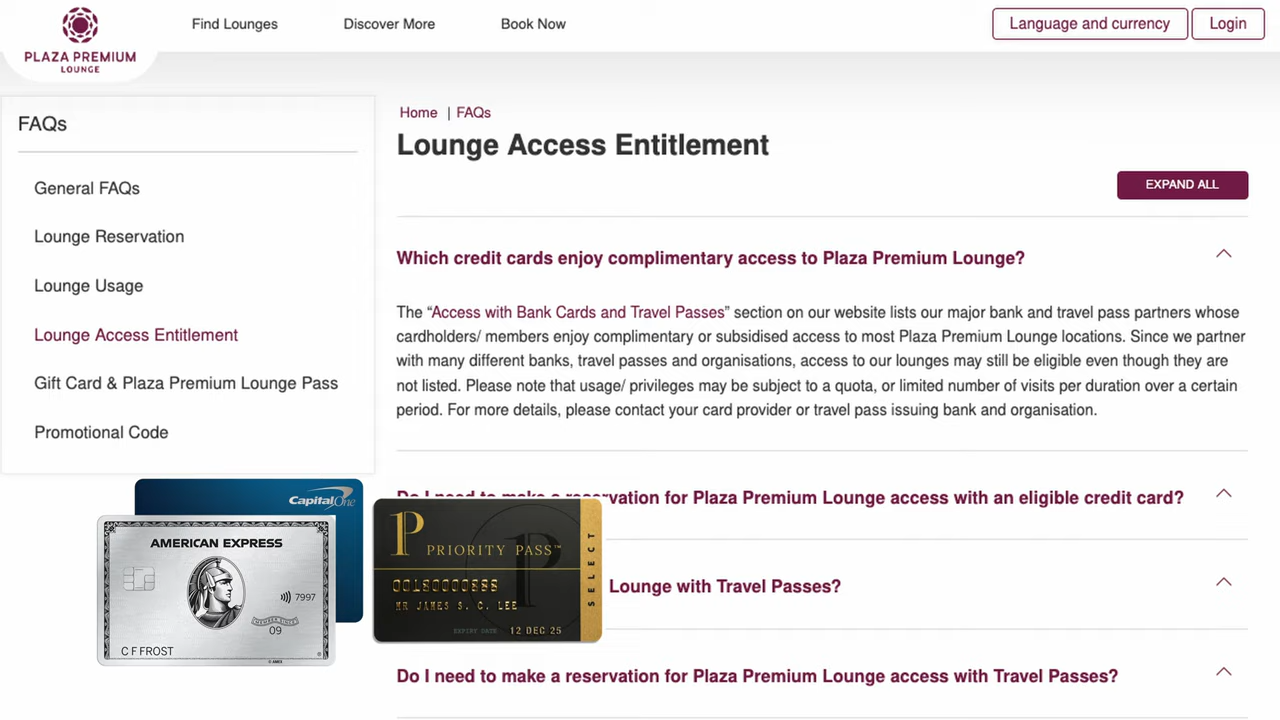 PLAZA PREMIUM
LOUNGE
Find Lounges
Discover More
Book Now
Language and currency
Login
FAQs
General FAQs
Lounge Reservation
Lounge Usage
Lounge Access Entitlement
Gift Card & Plaza Premium Lounge Pass
Promotional Code
Home | FAQs
Lounge Access Entitlement
EXPAND ALL
Which credit cards enjoy complimentary access to Plaza Premium Lounge?
The “Access with Bank Cards and Travel Passes” section on our website lists our major bank and travel pass partners whose
cardholders/ members enjoy complimentary or subsidised access to most Plaza Premium Lounge locations. Since we partner
with many different banks, travel passes and organisations, access to our lounges may still be eligible even though they are
not listed. Please note that usage/ privileges may be subject to a quota, or limited number of visits per duration over a certain
period. For more details, please contact your card provider or travel pass issuing bank and organisation.
Do I need to make a reservation for Plaza Premium Lounge access with an eligible credit card?
Lounge with Travel Passes?
Do I need to make a reservation for Plaza Premium Lounge access with Travel Passes?
Capital One
AMERICAN EXPRESS
7997
MEMBER SINCE
09
C F FROST
© AMEX
P PRIORITY PASS™
MR JAMES S. C. LEE
EXPIRE DATE 12 DEC 25
SELECT